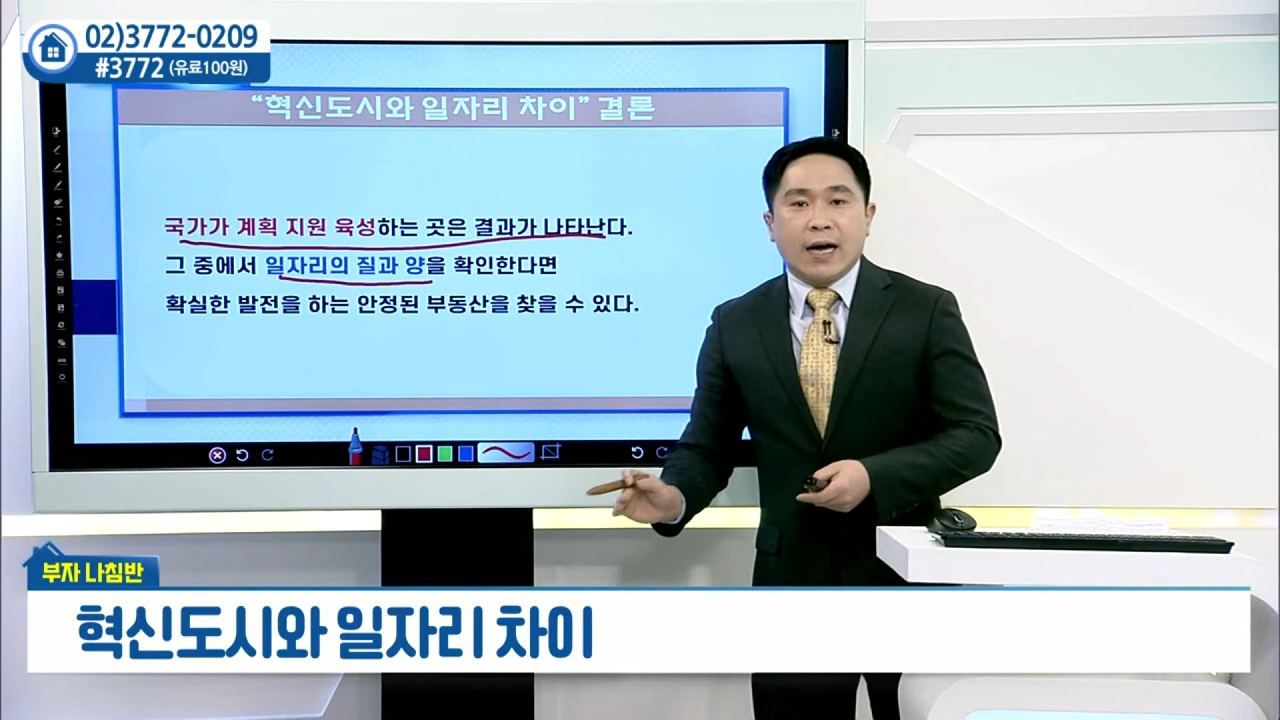 02)3772-0209
#3772 (유료100원)
“혁신도시와 일자리 차이” 결론
국가가 계획 지원 육성하는 곳은 결과가 나타난다.
그 중에서 일자리의 질과 양을 확인한다면
확실한 발전을 하는 안정된 부동산을 찾을 수 있다.
부자 나침반
혁신도시와 일자리 차이